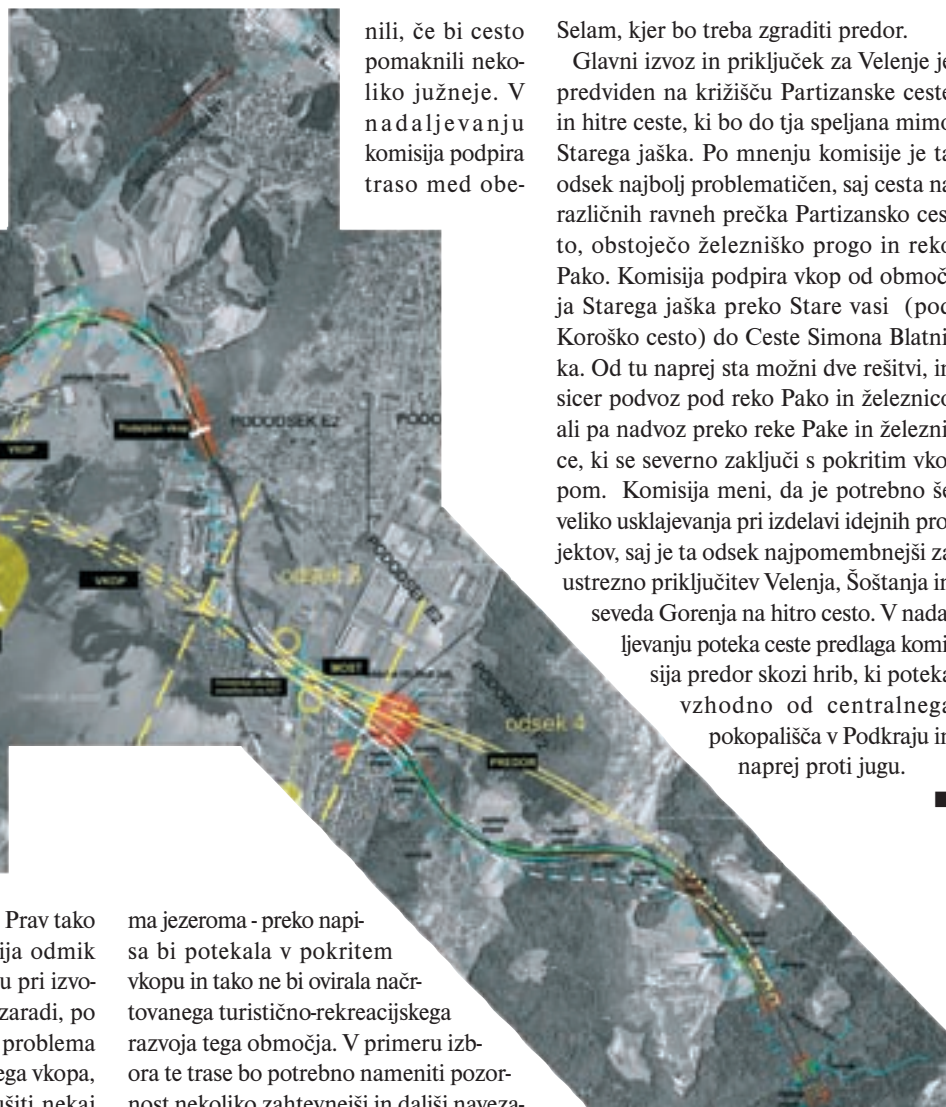 nili, če bi cesto
pomaknili neko-
liko južneje. V
nadaljevanju
komisija podpira
traso med obe-
Prav tako
ija odmik
u pri izvo-
zaradi, po
problema
ega vkopa,
ušiti nekaj
ma jezeroma - preko napi-
sa bi potekala v pokritem
vkopu in tako ne bi ovirala načr-
tovanega turistično-rekreacijskega
razvoja tega območja. V primeru izb-
ora te trase bo potrebno nameniti pozor-
nost nekoliko zahtevnejši in daljši naveza-
Selam, kjer bo treba zgraditi predor.
Glavni izvoz in priključek za Velenje je
predviden na križišču Partizanske ceste
in hitre ceste, ki bo do tja speljana mimo
Starega jaška. Po mnenju komisije je ta
odsek najbolj problematičen, saj cesta na
različnih ravneh prečka Partizansko ces
to, obstoječo železniško progo in reko
Pako. Komisija podpira vkop od območ
ja Starega jaška preko Stare vasi (pod
Koroško cesto) do Ceste Simona Blatni
ka. Od tu naprej sta možni dve rešitvi, in
sicer podvoz pod reko Pako in železnico
ali pa nadvoz preko reke Pake in železni
ce, ki se severno zaključi s pokritim vko
pom. Komisija meni, da je potrebno še
veliko usklajevanja pri izdelavi idejnih pro
jektov, saj je ta odsek najpomembnejši za
ustrezno priključitev Velenja, Šoštanja in
seveda Gorenja na hitro cesto. V nada
ljevanju poteka ceste predlaga komi
sija predor skozi hrib, ki poteka
vzhodno od centralnega
pokopališča v Podkraju in
naprej proti jugu.
PODODSEK E2
PODO
VKOP
VKOP
odsek 3
PODODSEK E2
MOST
odsek 4
PREDOR